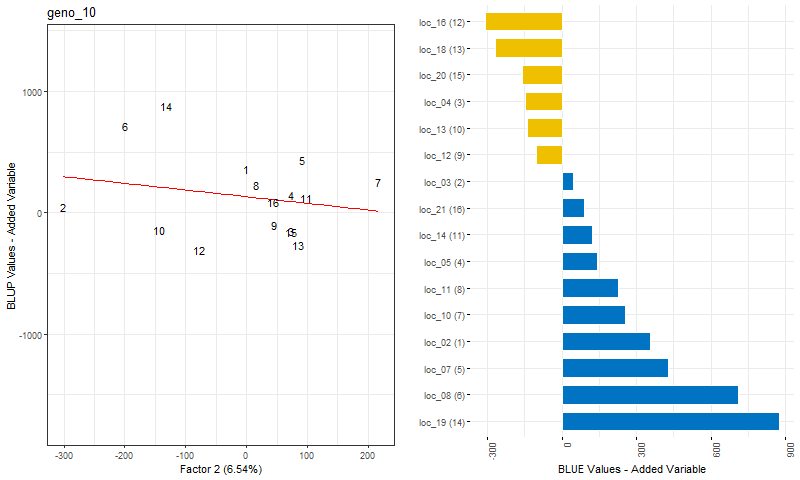 geno_10
BLUP Values - Added Variable
1000
0
-1000
14
6
5
1
7
8
2
4
11
16
9
10
3
15
13
12
-300
-200
-100
0
100
200
Factor 2 (6.54%)
loc_16 (12)
loc_18 (13)
loc_20 (15)
loc_04 (3)
loc_13 (10)
loc_12 (9)
loc_03 (2)
loc_21 (16)
loc_14 (11)
loc_05 (4)
loc_11 (8)
loc_10 (7)
loc_02 (1)
loc_07 (5)
loc_08 (6)
loc_19 (14)
-300
0
300
600
900
BLUE Values - Added Variable